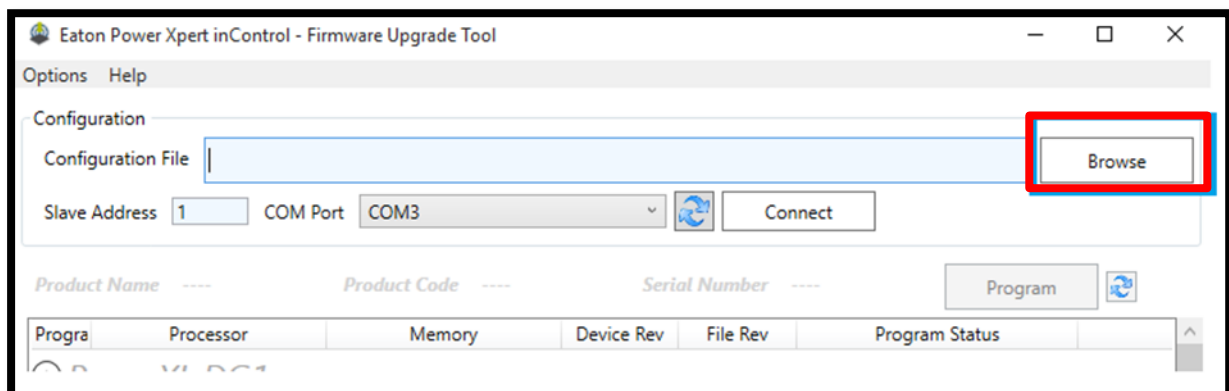 Eaton Power Xpert inControl - Firmware Upgrade Tool
Options Help
Configuration
Configuration File Browse
Slave Address 1 COM Port COM3 Connect
Product Name ---- Product Code ---- Serial Number ---- Program
Progra Processor Memory Device Rev File Rev Program Status